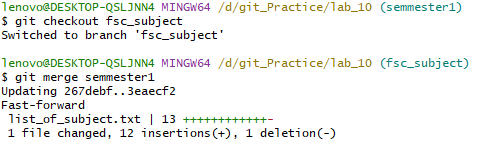 lenovo@DESKTOP-QSLJNN4 MINGW64 /d/git_Practice/lab_10 (semmester1)
$ git checkout fsc_subject
Switched to branch 'fsc_subject'
lenovo@DESKTOP-QSLJNN4 MINGW64 /d/git_Practice/lab_10 (fsc_subject)
$ git merge semmester1
Updating 267debf..3eaecf2
Fast-forward
 list_of_subject.txt | 13 ++++++++++++-
 1 file changed, 12 insertions(+), 1 deletion(-)